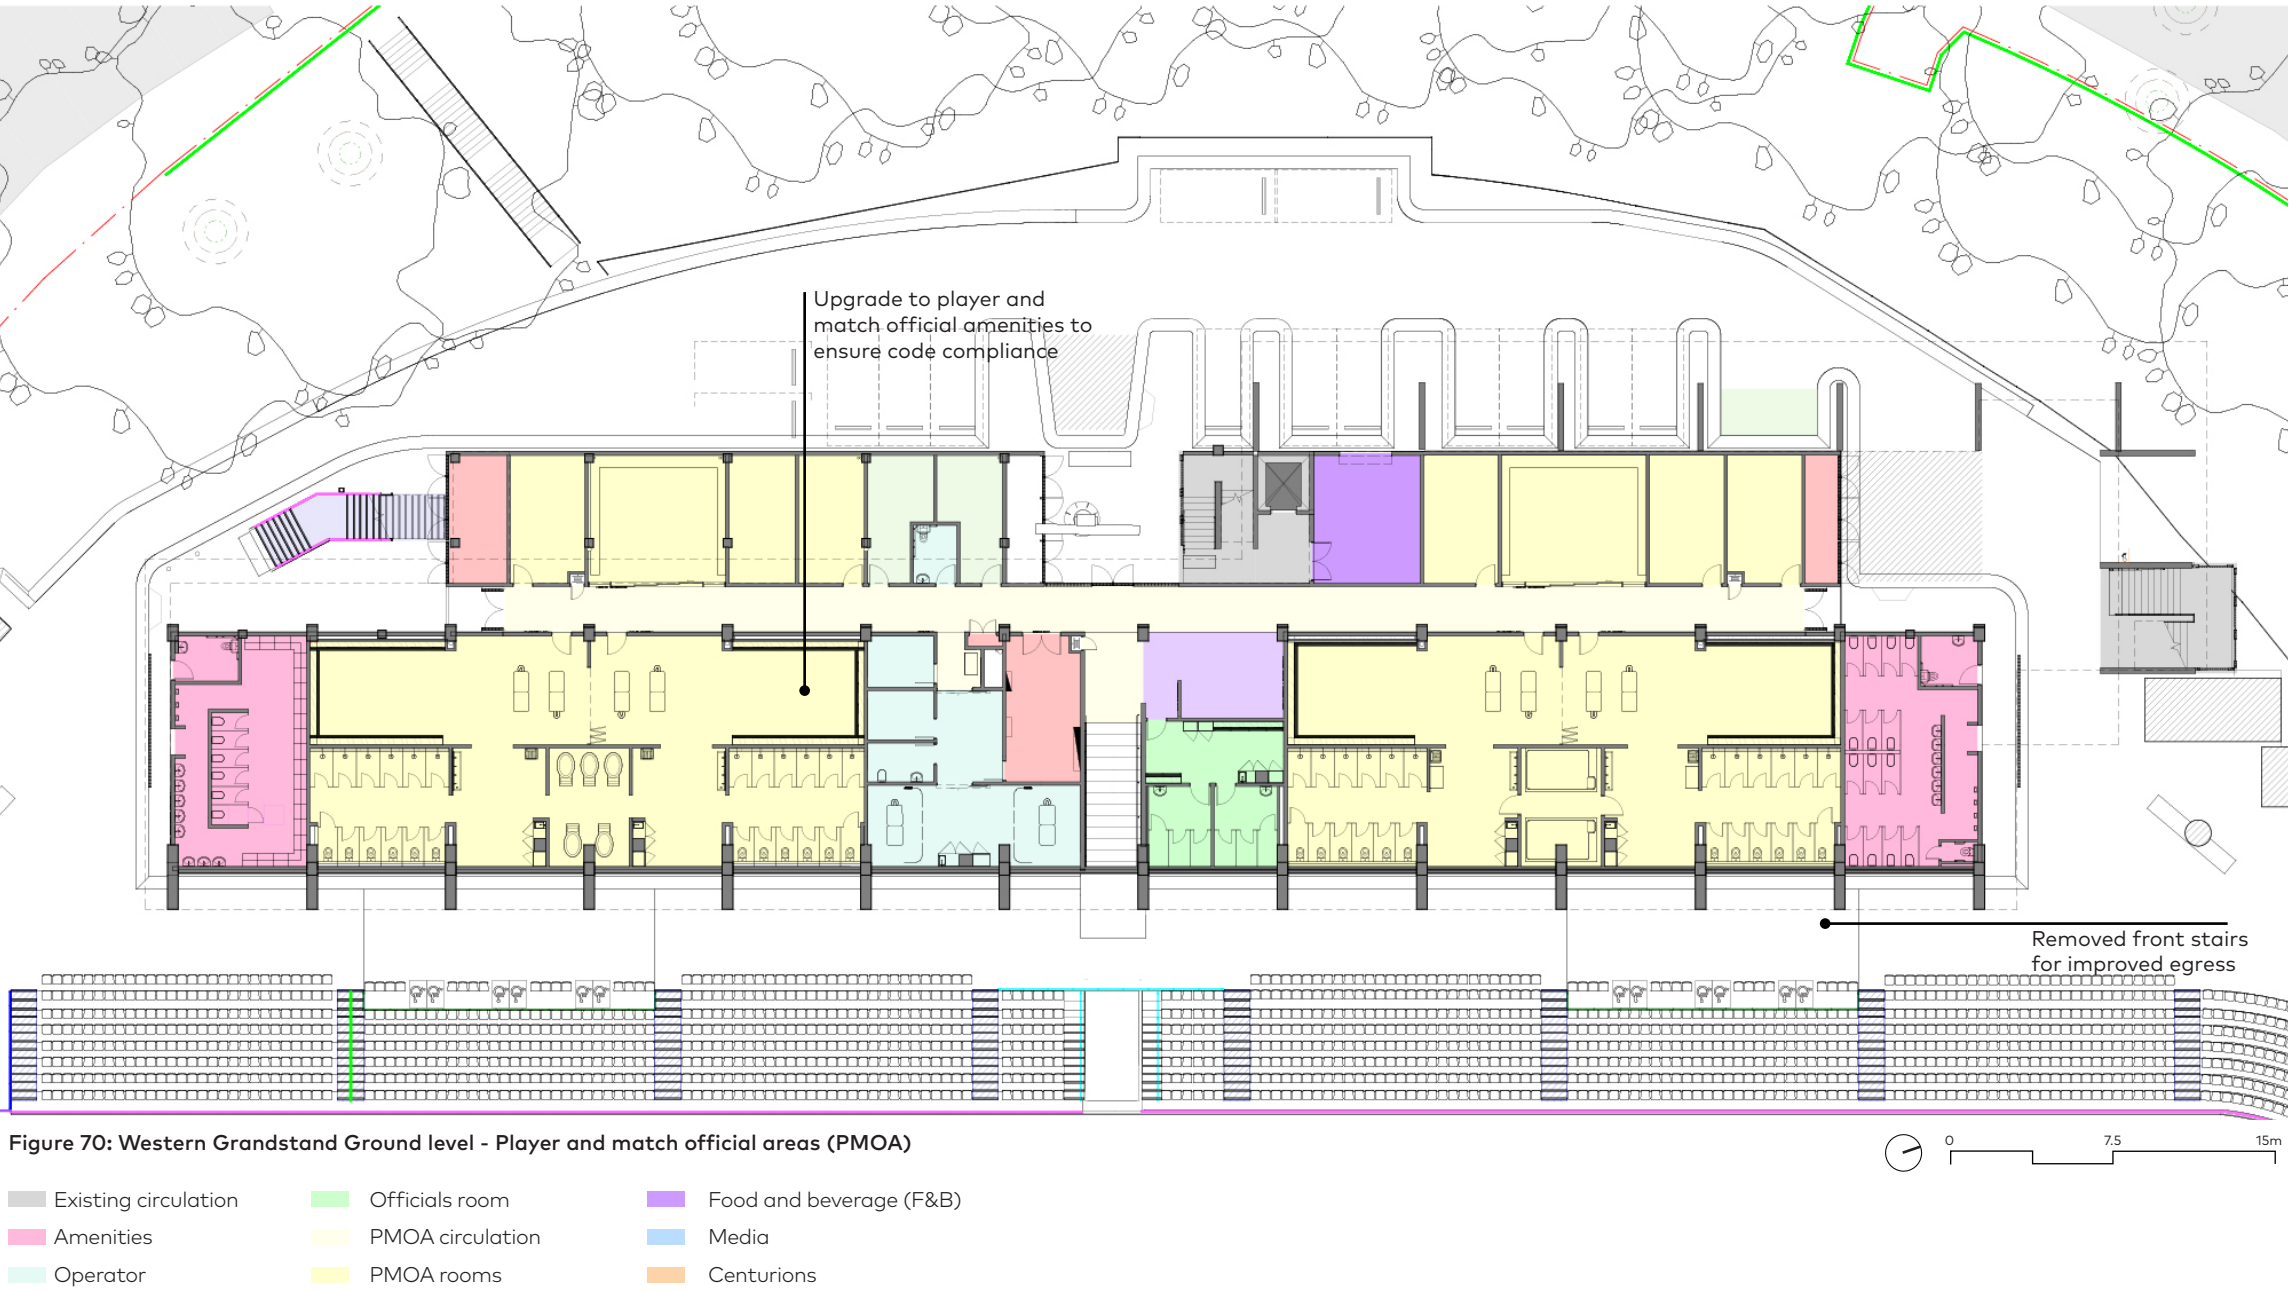 Upgrade to player and
match official amenities to
ensure code compliance
Removed front stairs
for improved egress
Figure 70: Western Grandstand Ground level - Player and match official areas (PMOA)
0 7.5 15m
Existing circulation
Amenities
Operator
Officials room
PMOA circulation
PMOA rooms
Food and beverage (F&B)
Media
Centurions